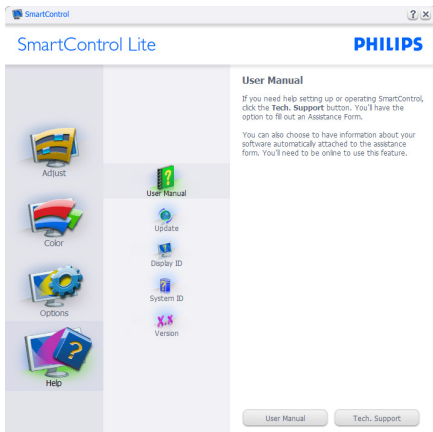 SmartControl
SmartControl Lite
PHILIPS
Adjust
Color
Options
Help
User Manual
Update
Display ID
System ID
X.X
Version
User Manual
If you need help setting up or operating SmartControl,
click the Tech. Support button. You'll have the
option to fill out an Assistance Form.
You can also choose to have information about your
software automatically attached to the assistance
form. You'll need to be online to use this feature.
User Manual
Tech. Support